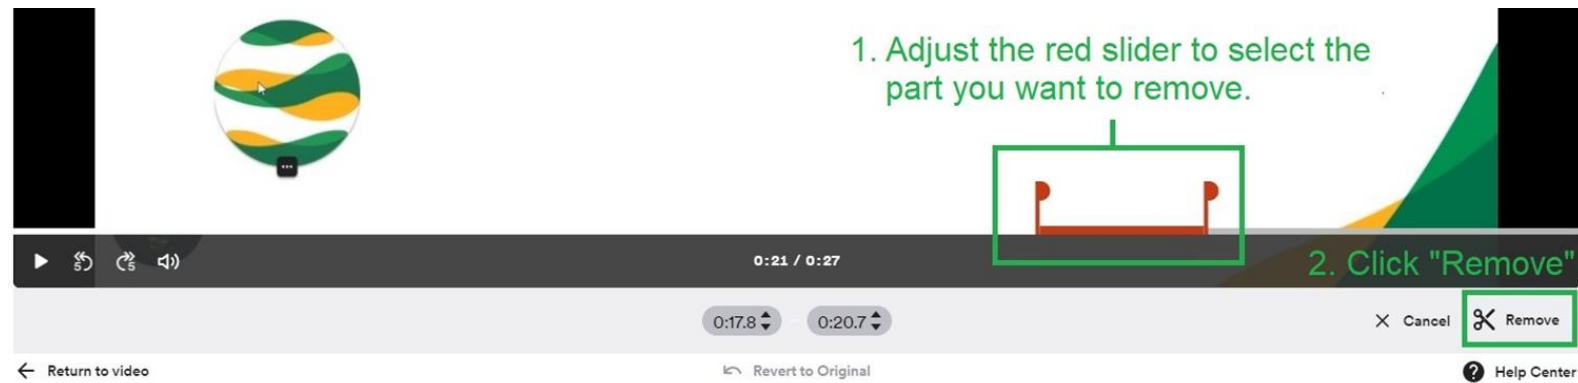 1. Adjust the red slider to select the
part you want to remove.
0:21 / 0:27
2. Click "Remove"
0:17.8 - 0:20.7
Cancel
Remove
Return to video
Revert to Original
Help Center